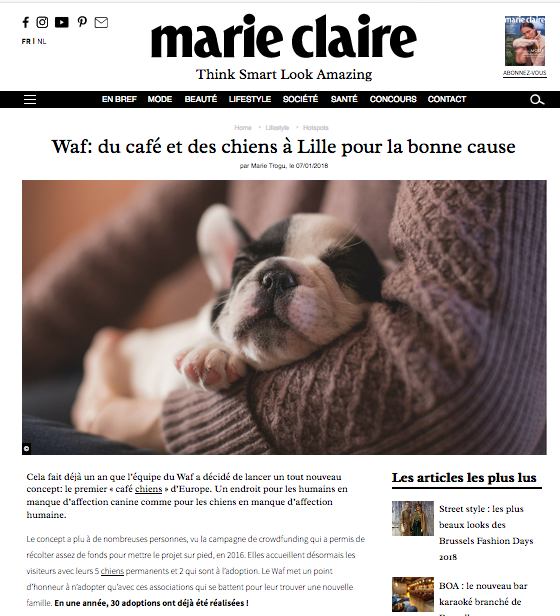 marie claire
ABONNEZ-VOUS
FR | NL
Think Smart Look Amazing
EN BREF MODE BEAUTÉ LIFESTYLE SOCIÉTÉ SANTÉ CONCOURS CONTACT
Home • Lifestyle • Hotspots
Waf: du café et des chiens à Lille pour la bonne cause
par Marie Trogu, le 07/01/2018
Cela fait déjà un an que l'équipe du Waf a décidé de lancer un tout nouveau
concept: le premier « café chiens » d'Europe. Un endroit pour les humains en
manque d'affection canine comme pour les chiens en manque d'affection
humaine.
Le concept a plu à de nombreuses personnes, vu la campagne de crowdfunding qui a permis de
récolter assez de fonds pour mettre le projet sur pied, en 2016. Elles accueillent désormais les
visiteurs avec leurs 5 chiens permanents et 2 qui sont à l'adoption. Le Waf met un point
d'honneur à n'adopter qu'avec ces associations qui se battent pour leur trouver une nouvelle
famille. En une année, 30 adoptions ont déjà été réalisées !
Les articles les plus lus
Street style : les plus
beaux looks des
Brussels Fashion Days
2018
BOA : le nouveau bar
karaoké branché de